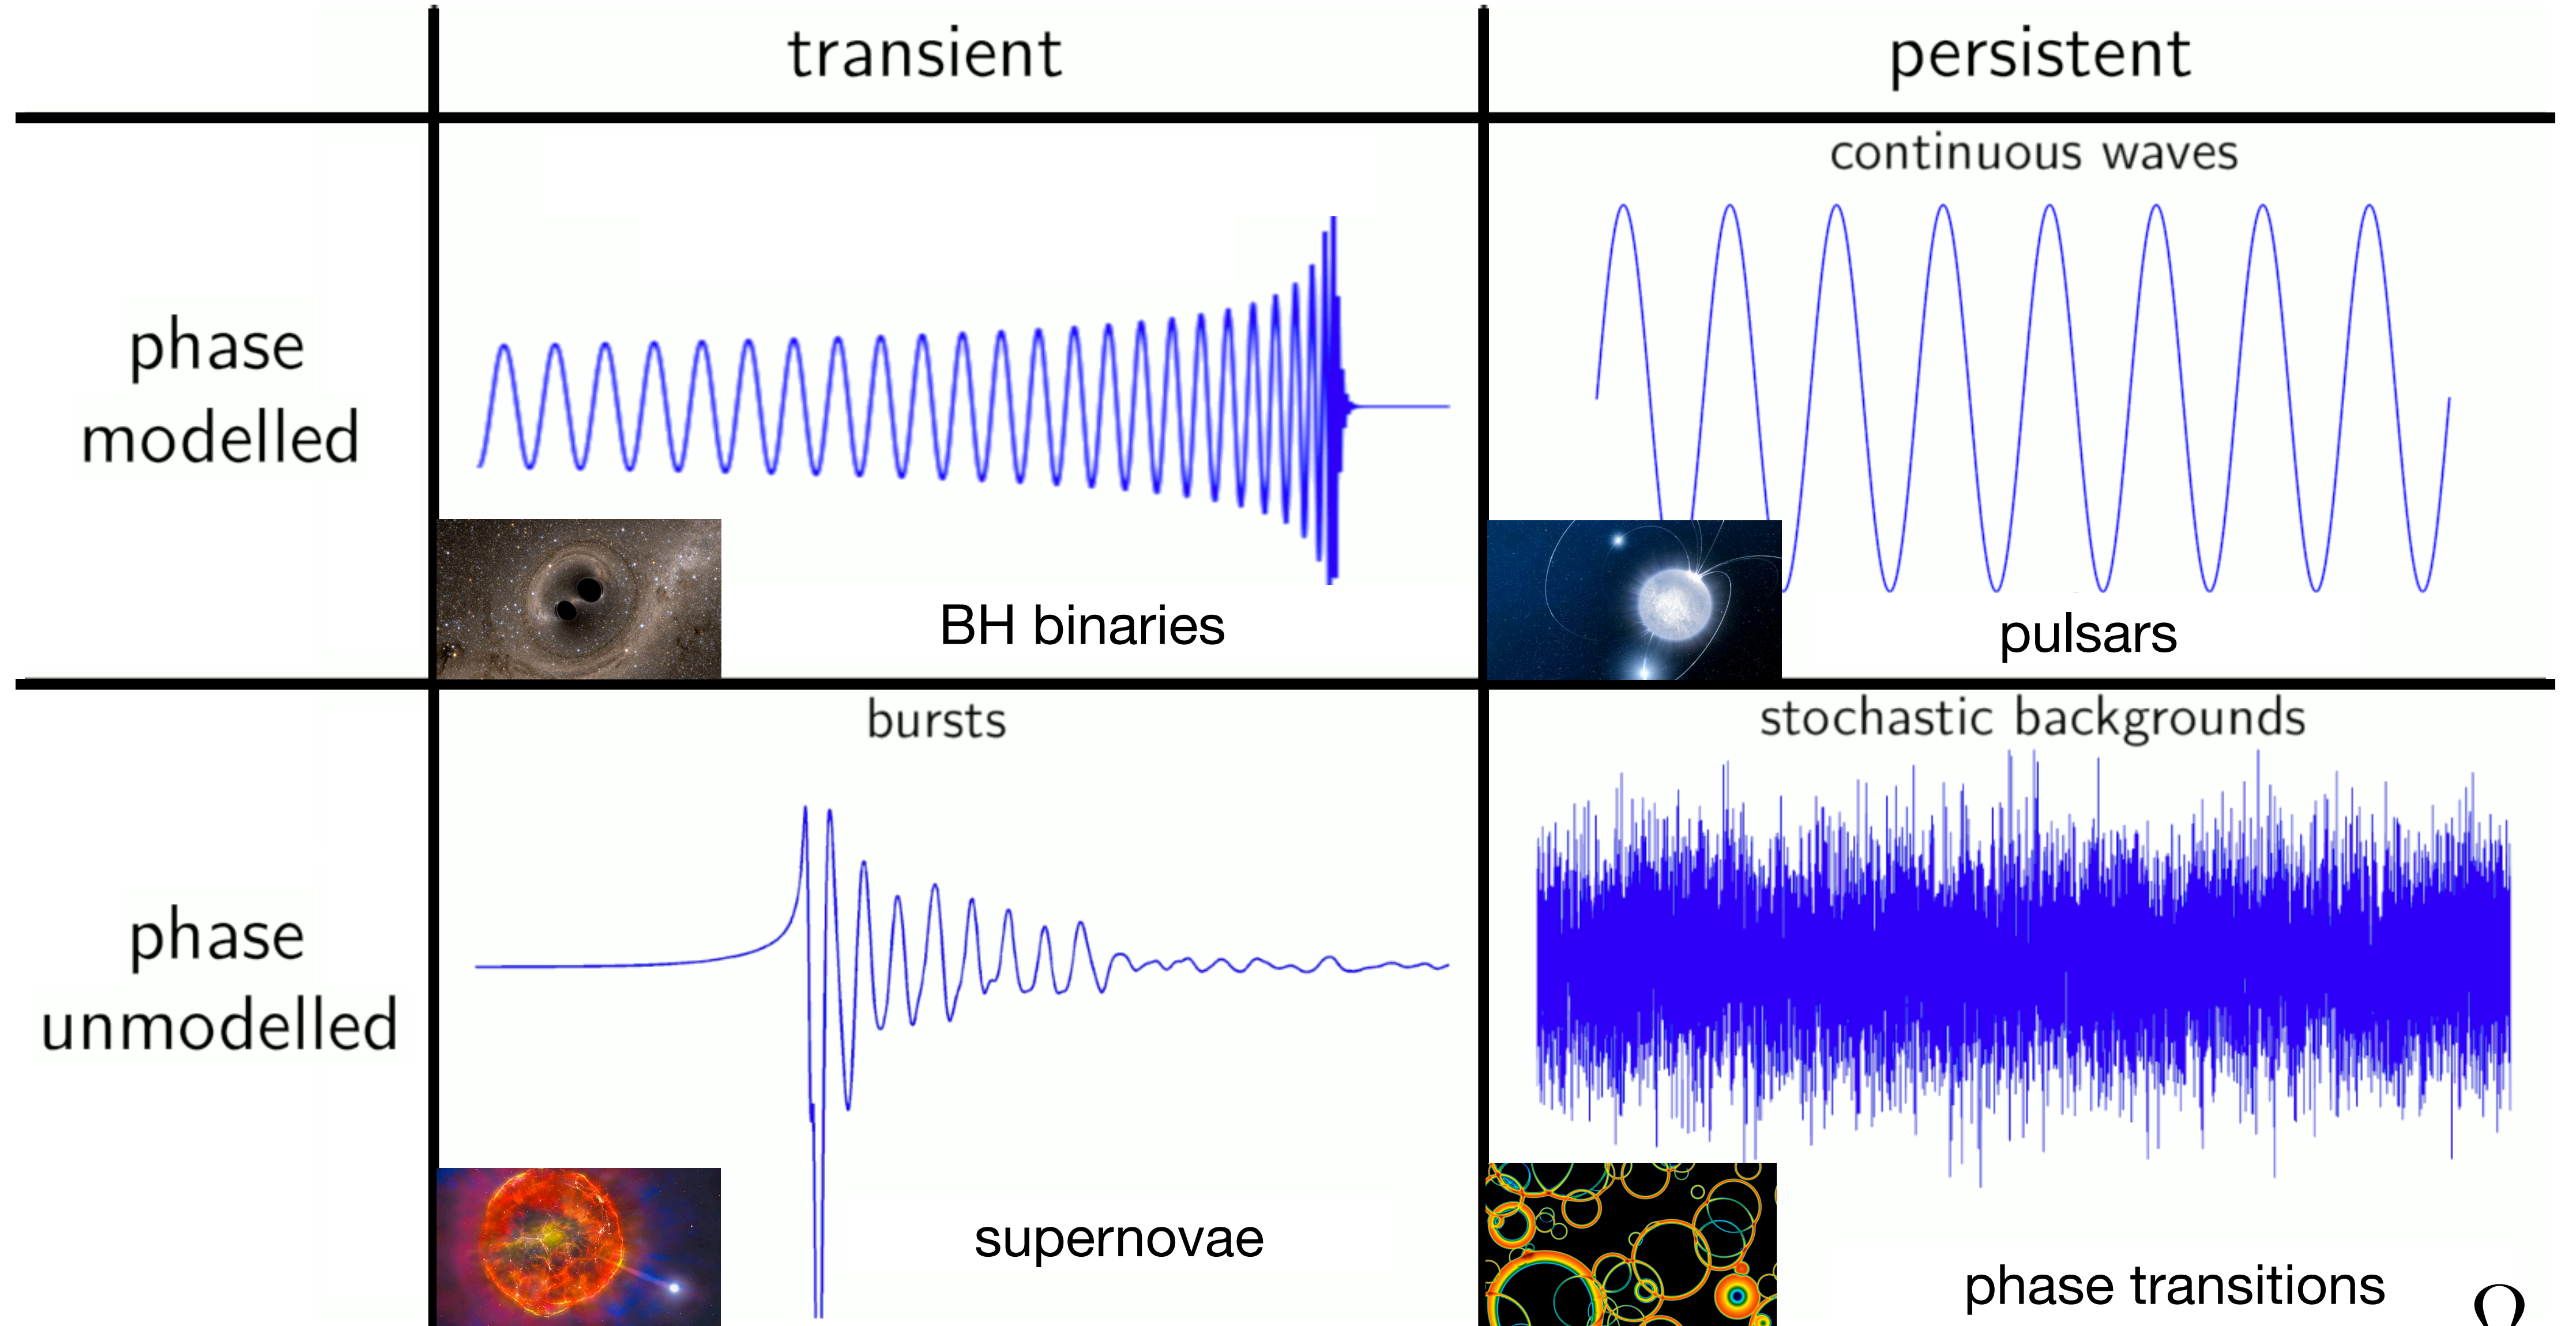 transient
persistent
phase
modelled
BH binaries
continuous waves
pulsars
phase
unmodelled
bursts
supernovae
stochastic backgrounds
phase transitions